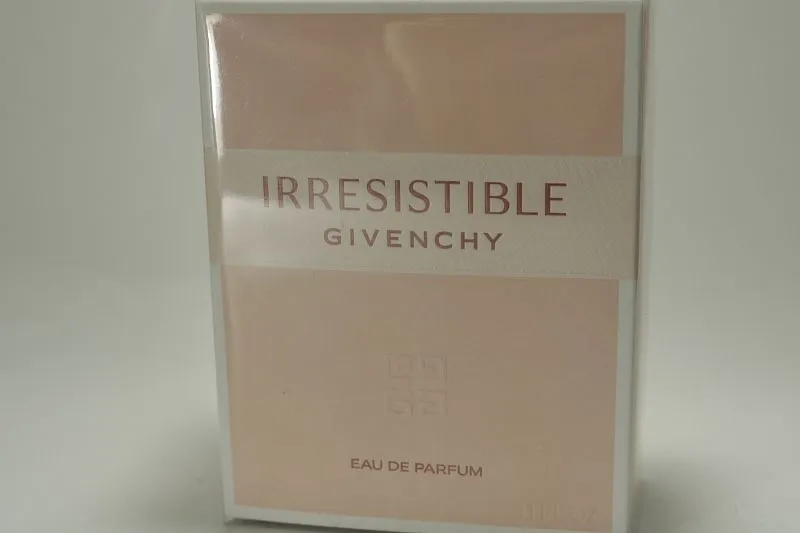 IRRESISTIBLE
GIVENCHY
EAU DE PARFUM